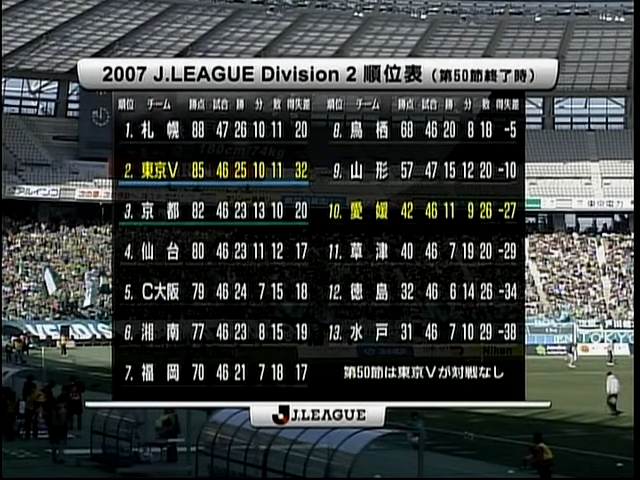 2007 J.LEAGUE Division 2 順位表（第50節終了時）
順位 チーム 勝点 試合 勝 分 敗 得失差
1. 札幌 88 47 26 10 11 20
2. 東京V 85 46 25 10 11 32
3. 京都 82 46 23 13 10 20
4. 仙台 80 46 23 11 12 17
5. C大阪 79 46 24 7 15 18
6. 湘南 77 46 23 8 15 19
7. 福岡 70 46 21 7 18 17
順位 チーム 勝点 試合 勝 分 敗 得失差
8. 鳥栖 68 46 20 8 18 -5
9. 山形 57 47 15 12 20 -10
10. 愛媛 42 46 11 9 26 -27
11. 草津 40 46 7 19 20 -29
12. 徳島 32 46 6 14 26 -34
13. 水戸 31 46 7 10 29 -38
第50節は東京Vが対戦なし
J.LEAGUE
東京電力
TOKYO